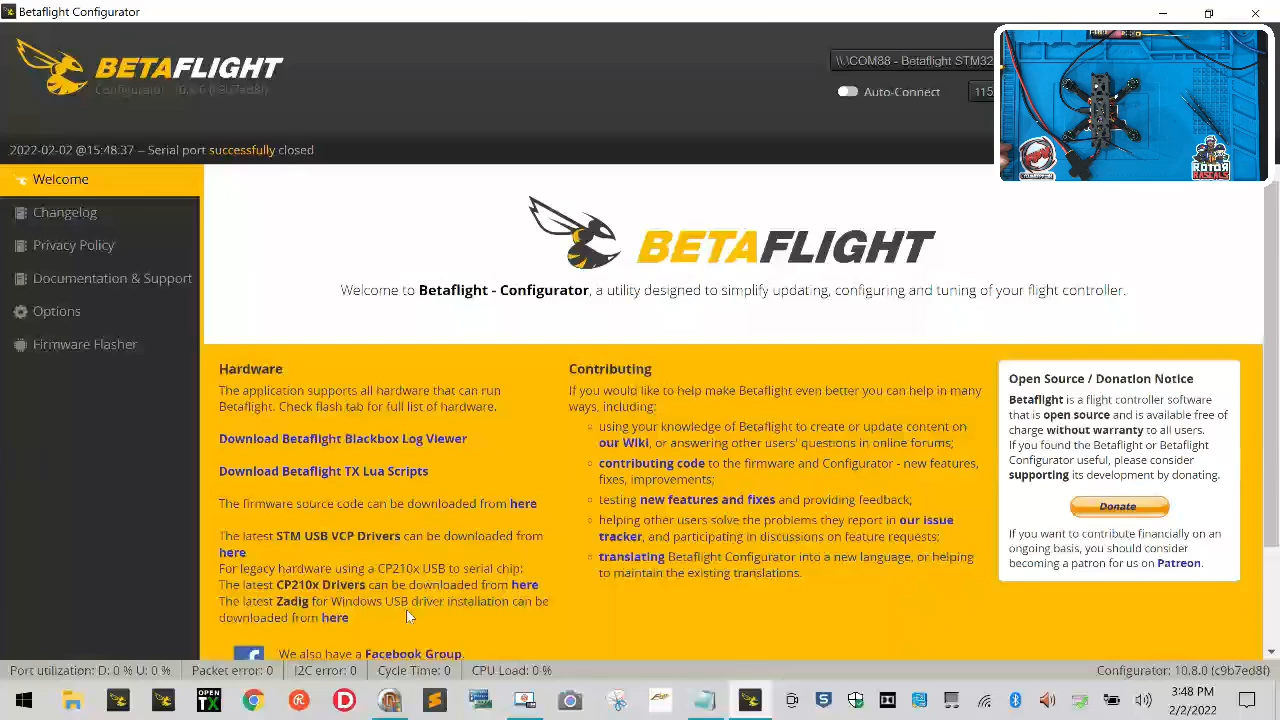 Betaflight Configurator
BETAFLIGHT
Configurator 10.8.0 (c9b7ed8f)
\\.\COM88 - Betaflight STM32
Auto-Connect
115
2022-02-02 @15:48:37 -- Serial port successfully closed
Welcome
Changelog
Privacy Policy
Documentation & Support
Options
Firmware Flasher
ROTOR
RASCALS
BETAFLIGHT
Welcome to Betaflight - Configurator, a utility designed to simplify updating, configuring and tuning of your flight controller.
Hardware
The application supports all hardware that can run
Betaflight. Check flash tab for full list of hardware.
Download Betaflight Blackbox Log Viewer
Download Betaflight TX Lua Scripts
The firmware source code can be downloaded from here
The latest STM USB VCP Drivers can be downloaded from
here
For legacy hardware using a CP210x USB to serial chip:
The latest CP210x Drivers can be downloaded from here
The latest Zadig for Windows USB driver installation can be
downloaded from here
We also have a Facebook Group.
Contributing
If you would like to help make Betaflight even better you can help in many
ways, including:
using your knowledge of Betaflight to create or update content on
our Wiki, or answering other users' questions in online forums;
contributing code to the firmware and Configurator - new features,
fixes, improvements;
testing new features and fixes and providing feedback;
helping other users solve the problems they report in our issue
tracker, and participating in discussions on feature requests;
translating Betaflight Configurator into a new language, or helping
to maintain the existing translations.
Open Source / Donation Notice
Betaflight is a flight controller software
that is open source and is available free of
charge without warranty to all users.
If you found the Betaflight or Betaflight
Configurator useful, please consider
supporting its development by donating.
Donate
If you want to contribute financially on an
ongoing basis, you should consider
becoming a patron for us on Patreon.
Port utilization: D: 0 % U: 0 %
Packet error: 0
I2C error: 0
Cycle Time: 0
CPU Load: 0 %
Configurator: 10.8.0 (c9b7ed8f)
OPEN
TX
3:48 PM
2/2/2022